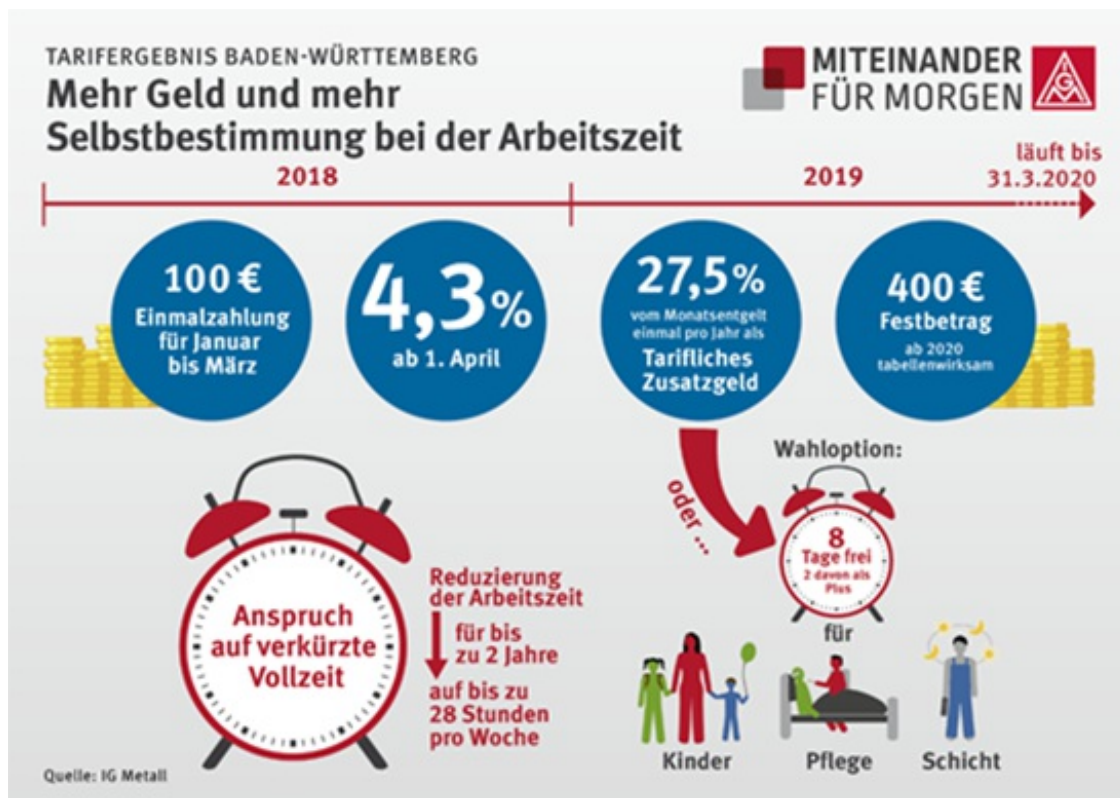 TARIFERGEBNIS BADEN-WÜRTTEMBERG
Mehr Geld und mehr
Selbstbestimmung bei der Arbeitszeit
MITEINANDER
FÜR MORGEN
IGM
2018
2019
läuft bis
31.3.2020
100 €
Einmalzahlung
für Januar
bis März
4,3%
ab 1. April
27,5%
vom Monatsentgelt
einmal pro Jahr als
Tarifliches
Zusatzgeld
400 €
Festbetrag
ab 2020
tabellenwirksam
oder ...
Wahloption:
8
Tage frei
2 davon als
Plus
für
Kinder
Pflege
Schicht
Anspruch
auf verkürzte
Vollzeit
Reduzierung
der Arbeitszeit
für bis
zu 2 Jahre
auf bis zu
28 Stunden
pro Woche
Quelle: IG Metall